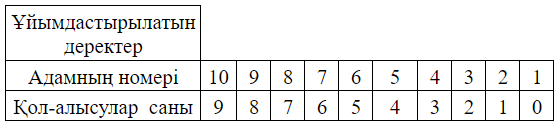 Ұйымдастырылатын
деректер
Адамның номері 10 9 8 7 6 5 4 3 2 1
Қол-алысулар саны 9 8 7 6 5 4 3 2 1 0